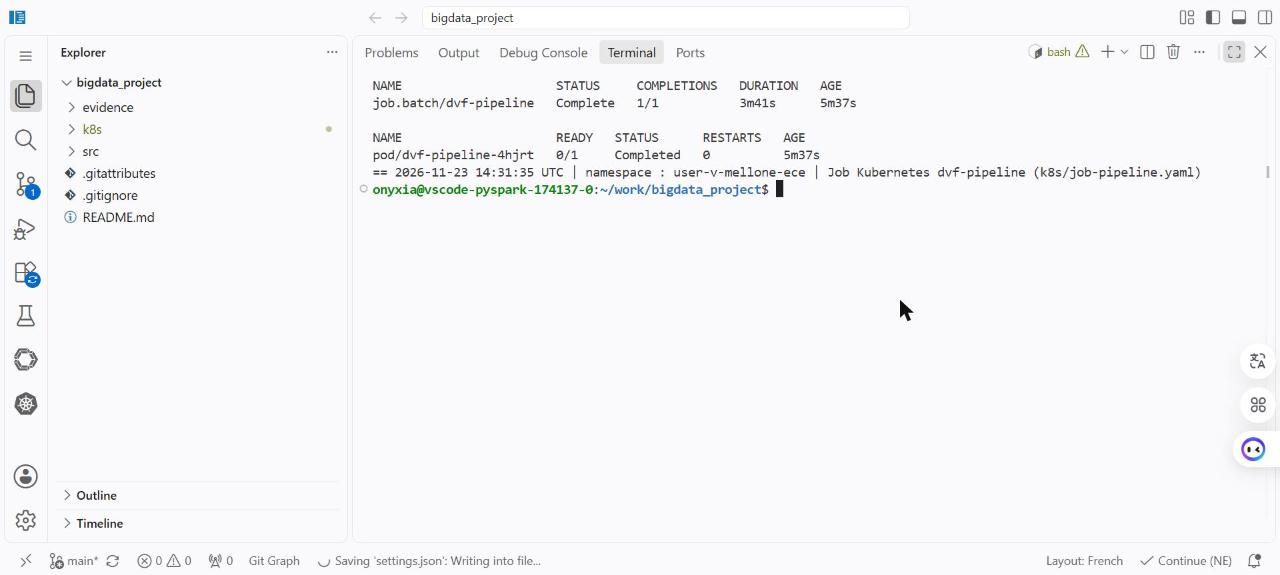 bigdata_project
Explorer
bigdata_project
evidence
k8s
src
.gitattributes
.gitignore
README.md
Outline
Timeline
1
Problems Output Debug Console Terminal Ports
bash
NAME STATUS COMPLETIONS DURATION AGE
job.batch/dvf-pipeline Complete 1/1 3m41s 5m37s
NAME READY STATUS RESTARTS AGE
pod/dvf-pipeline-4hjrt 0/1 Completed 0 5m37s
== 2026-11-23 14:31:35 UTC | namespace : user-v-mellone-ece | Job Kubernetes dvf-pipeline (k8s/job-pipeline.yaml)
onyxia@vscode-pyspark-174137-0:~/work/bigdata_project$
main* 0 0 0 Git Graph Saving 'settings.json': Writing into file... Layout: French Continue (NE)